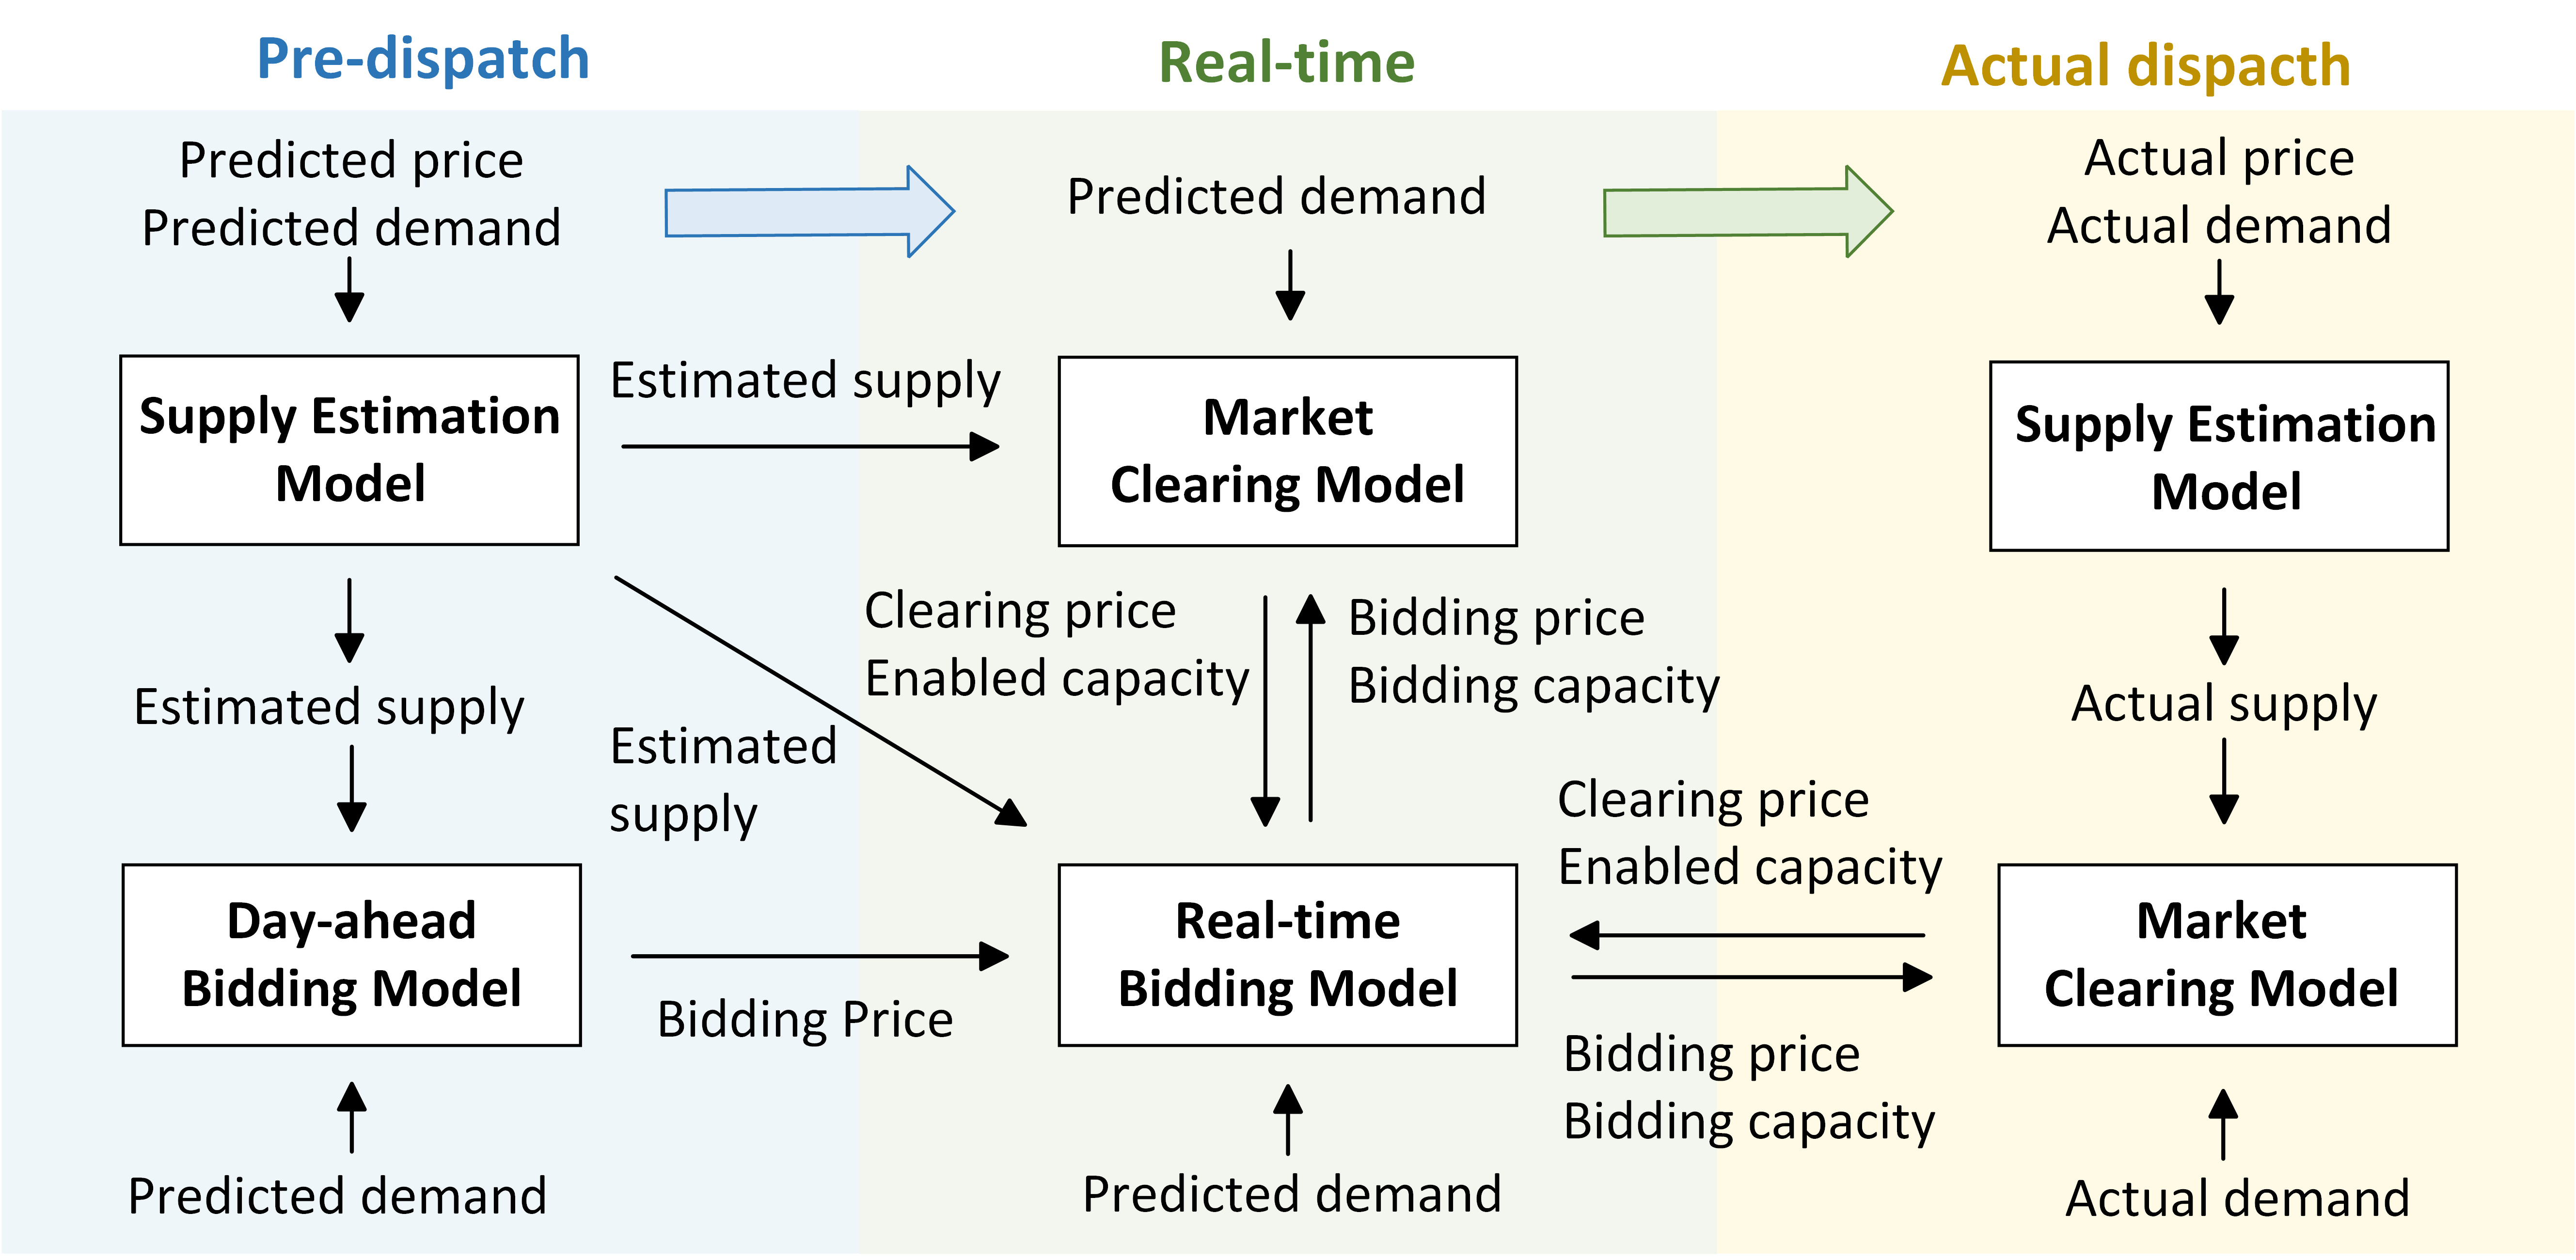 Pre-dispatch
Real-time
Actual dispacth
Predicted price
Predicted demand
Predicted demand
Actual price
Actual demand
Supply Estimation
Model
Estimated supply
Market
Clearing Model
Supply Estimation
Model
Estimated supply
Estimated
supply
Clearing price
Enabled capacity
Bidding price
Bidding capacity
Actual supply
Day-ahead
Bidding Model
Bidding Price
Real-time
Bidding Model
Clearing price
Enabled capacity
Bidding price
Bidding capacity
Market
Clearing Model
Predicted demand
Predicted demand
Actual demand